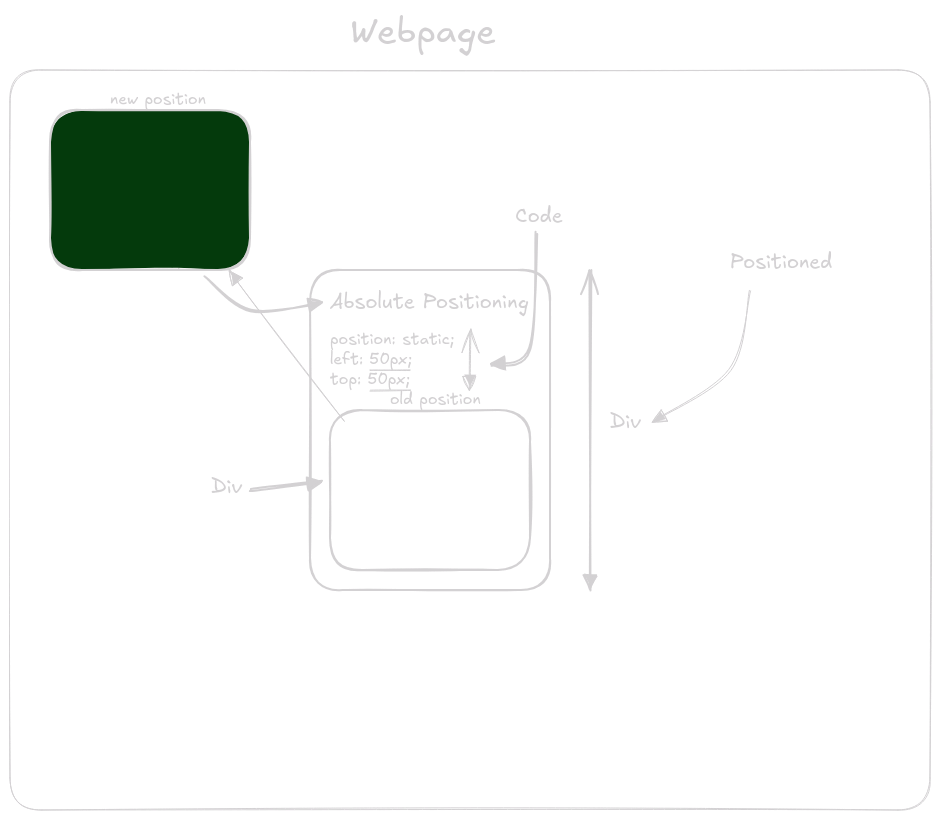 Webpage
new position
Code
Positioned
Absolute Positioning
position: static;
left: 50px;
top: 50px;
old position
Div
Div